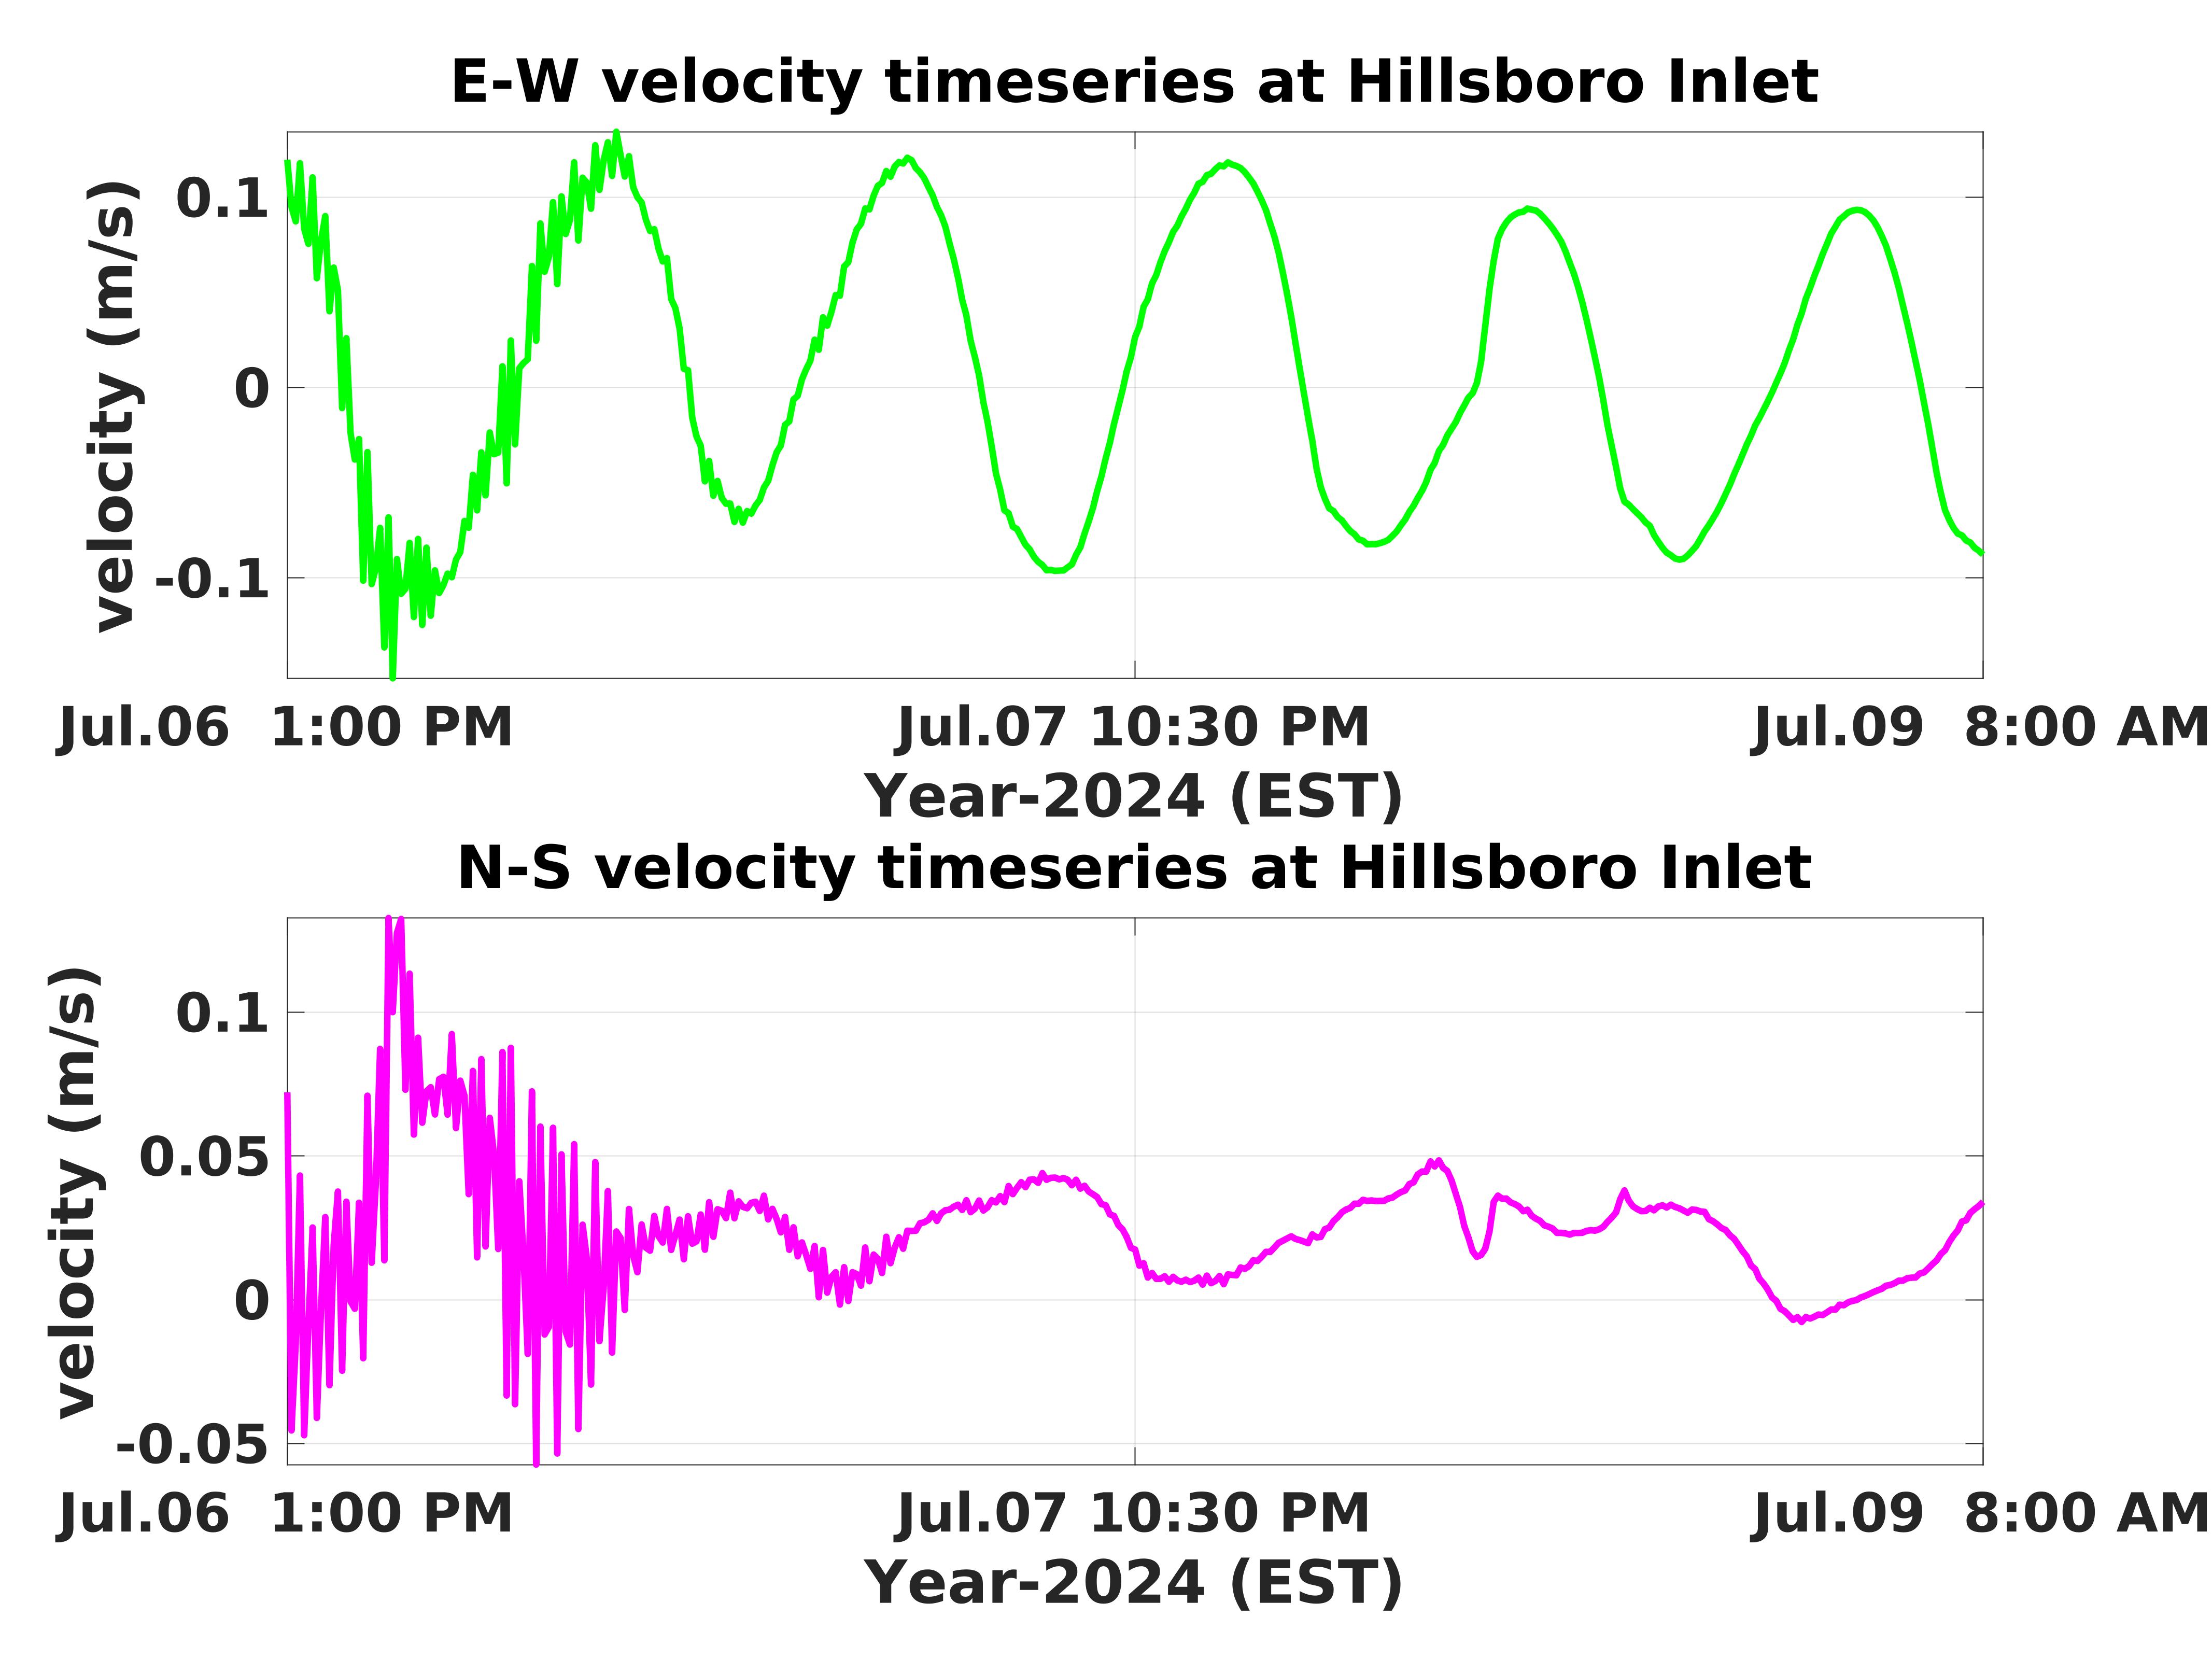 E-W velocity timeseries at Hillsboro Inlet
velocity (m/s)
0.1
0
-0.1
Jul.06  1:00 PM
Jul.07 10:30 PM
Jul.09  8:00 AM
Year-2024 (EST)
N-S velocity timeseries at Hillsboro Inlet
velocity (m/s)
0.1
0.05
0
-0.05
Jul.06  1:00 PM
Jul.07 10:30 PM
Jul.09  8:00 AM
Year-2024 (EST)